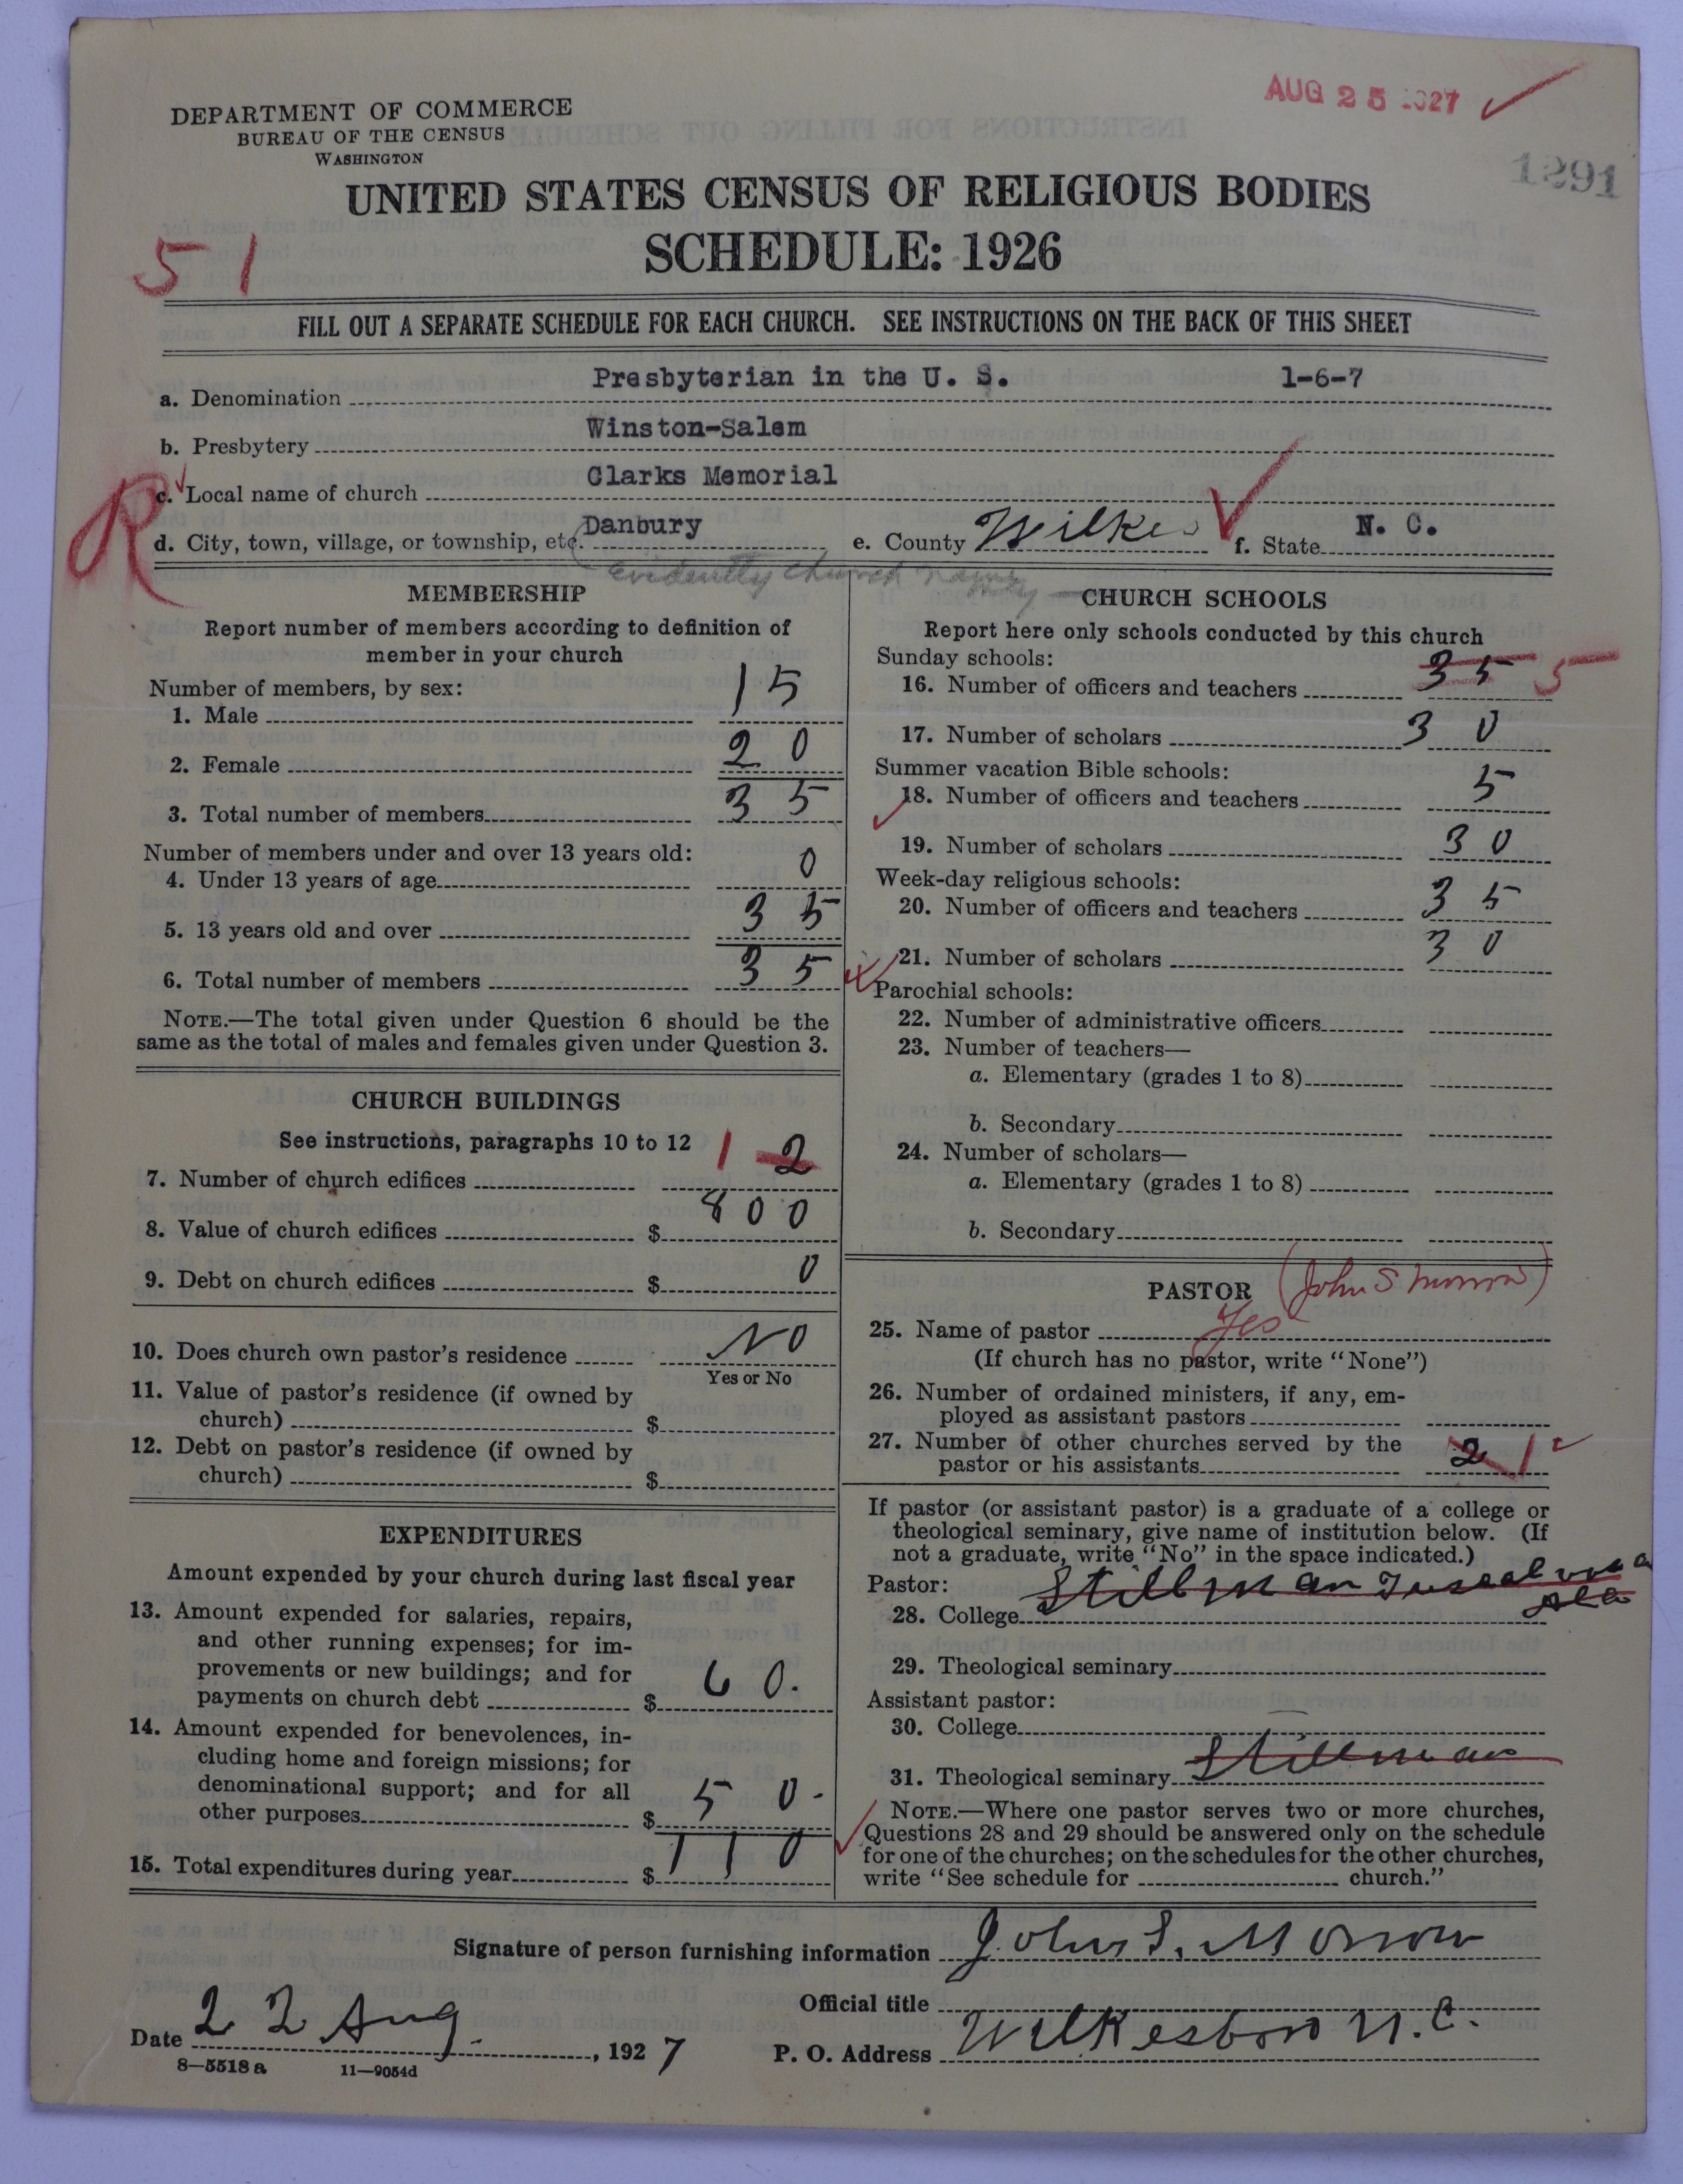 AUG 25 1927
DEPARTMENT OF COMMERCE
BUREAU OF THE CENSUS
WASHINGTON
1291
UNITED STATES CENSUS OF RELIGIOUS BODIES
SCHEDULE: 1926
51
FILL OUT A SEPARATE SCHEDULE FOR EACH CHURCH. SEE INSTRUCTIONS ON THE BACK OF THIS SHEET
a. Denomination Presbyterian in the U. S. 1-6-7
b. Presbytery Winston-Salem
R
c. Local name of church Clarks Memorial
d. City, town, village, or township, etc. Danbury e. County Wilkes f. State N. C.
Evidently church name
MEMBERSHIP
Report number of members according to definition of
member in your church
Number of members, by sex:
1. Male 15
2. Female 20
3. Total number of members 35
Number of members under and over 13 years old:
4. Under 13 years of age 0
5. 13 years old and over 35
6. Total number of members 35
NOTE.—The total given under Question 6 should be the
same as the total of males and females given under Question 3.
CHURCH BUILDINGS
See instructions, paragraphs 10 to 12
7. Number of church edifices 1 2
8. Value of church edifices $ 800
9. Debt on church edifices $ 0
10. Does church own pastor's residence NO
Yes or No
11. Value of pastor's residence (if owned by
church) $
12. Debt on pastor's residence (if owned by
church) $
EXPENDITURES
Amount expended by your church during last fiscal year
13. Amount expended for salaries, repairs,
and other running expenses; for im-
provements or new buildings; and for
payments on church debt $ 60.
14. Amount expended for benevolences, in-
cluding home and foreign missions; for
denominational support; and for all
other purposes $ 50-
15. Total expenditures during year $ 110
CHURCH SCHOOLS
Report here only schools conducted by this church
Sunday schools:
16. Number of officers and teachers 35 5
17. Number of scholars 30
Summer vacation Bible schools:
18. Number of officers and teachers 5
19. Number of scholars 30
Week-day religious schools:
20. Number of officers and teachers 35
21. Number of scholars 30
Parochial schools:
22. Number of administrative officers
23. Number of teachers—
a. Elementary (grades 1 to 8)
b. Secondary
24. Number of scholars—
a. Elementary (grades 1 to 8)
b. Secondary
PASTOR (John S Morrow)
25. Name of pastor Yes
(If church has no pastor, write "None")
26. Number of ordained ministers, if any, em-
ployed as assistant pastors
27. Number of other churches served by the
pastor or his assistants 2 1
If pastor (or assistant pastor) is a graduate of a college or
theological seminary, give name of institution below. (If
not a graduate, write "No" in the space indicated.)
Pastor: Stillman Tuscaloosa
28. College Ala
29. Theological seminary
Assistant pastor:
30. College
31. Theological seminary Stillman
NOTE.—Where one pastor serves two or more churches,
Questions 28 and 29 should be answered only on the schedule
for one of the churches; on the schedules for the other churches,
write "See schedule for church."
Signature of person furnishing information John S. Morrow
Official title
Date 22 Aug., 1927 P. O. Address Wilkesboro N.C.
8—5518 a 11—9054d